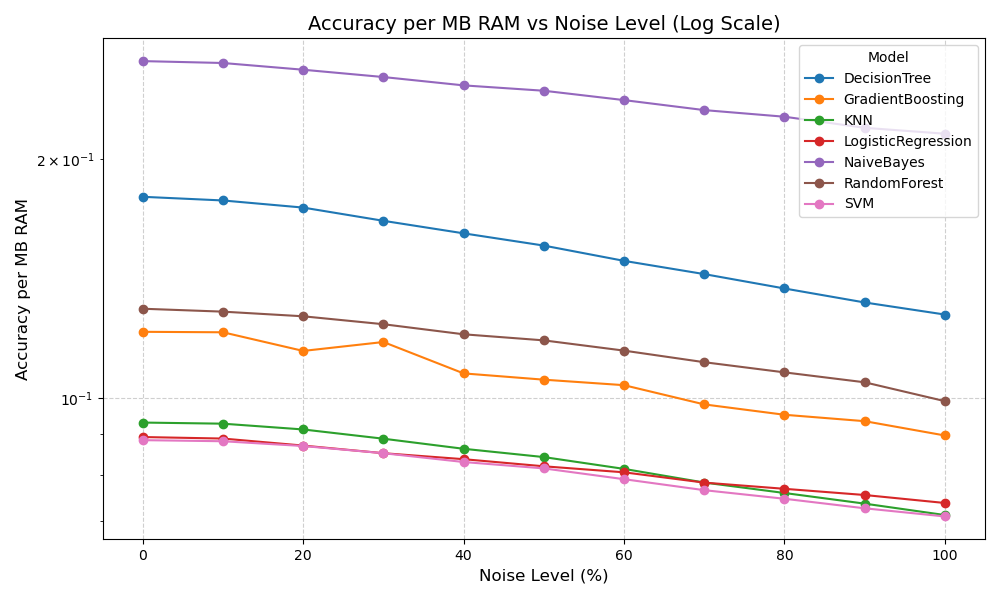 Accuracy per MB RAM vs Noise Level (Log Scale)
Accuracy per MB RAM
2 × 10⁻¹
10⁻¹
Model
DecisionTree
GradientBoosting
KNN
LogisticRegression
NaiveBayes
RandomForest
SVM
0 20 40 60 80 100
Noise Level (%)